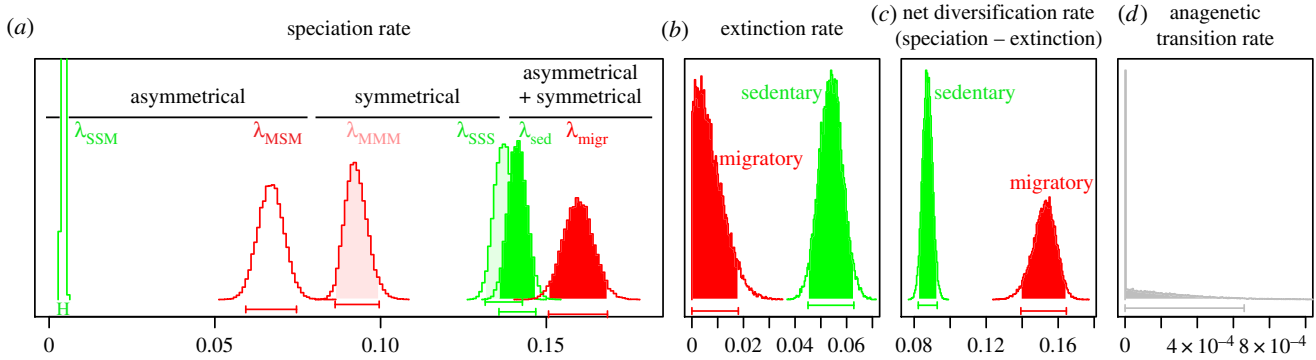 (a)
speciation rate
asymmetrical
symmetrical
asymmetrical
+ symmetrical
λSSM
λMSM
λMMM
λSSS
λsed
λmigr
H
0
0.05
0.10
0.15
(b)
extinction rate
sedentary
migratory
0
0.02
0.04
0.06
(c)
net diversification rate
(speciation – extinction)
sedentary
migratory
0.08
0.12
0.16
(d)
anagenetic
transition rate
0
4 × 10⁻⁴
8 × 10⁻⁴